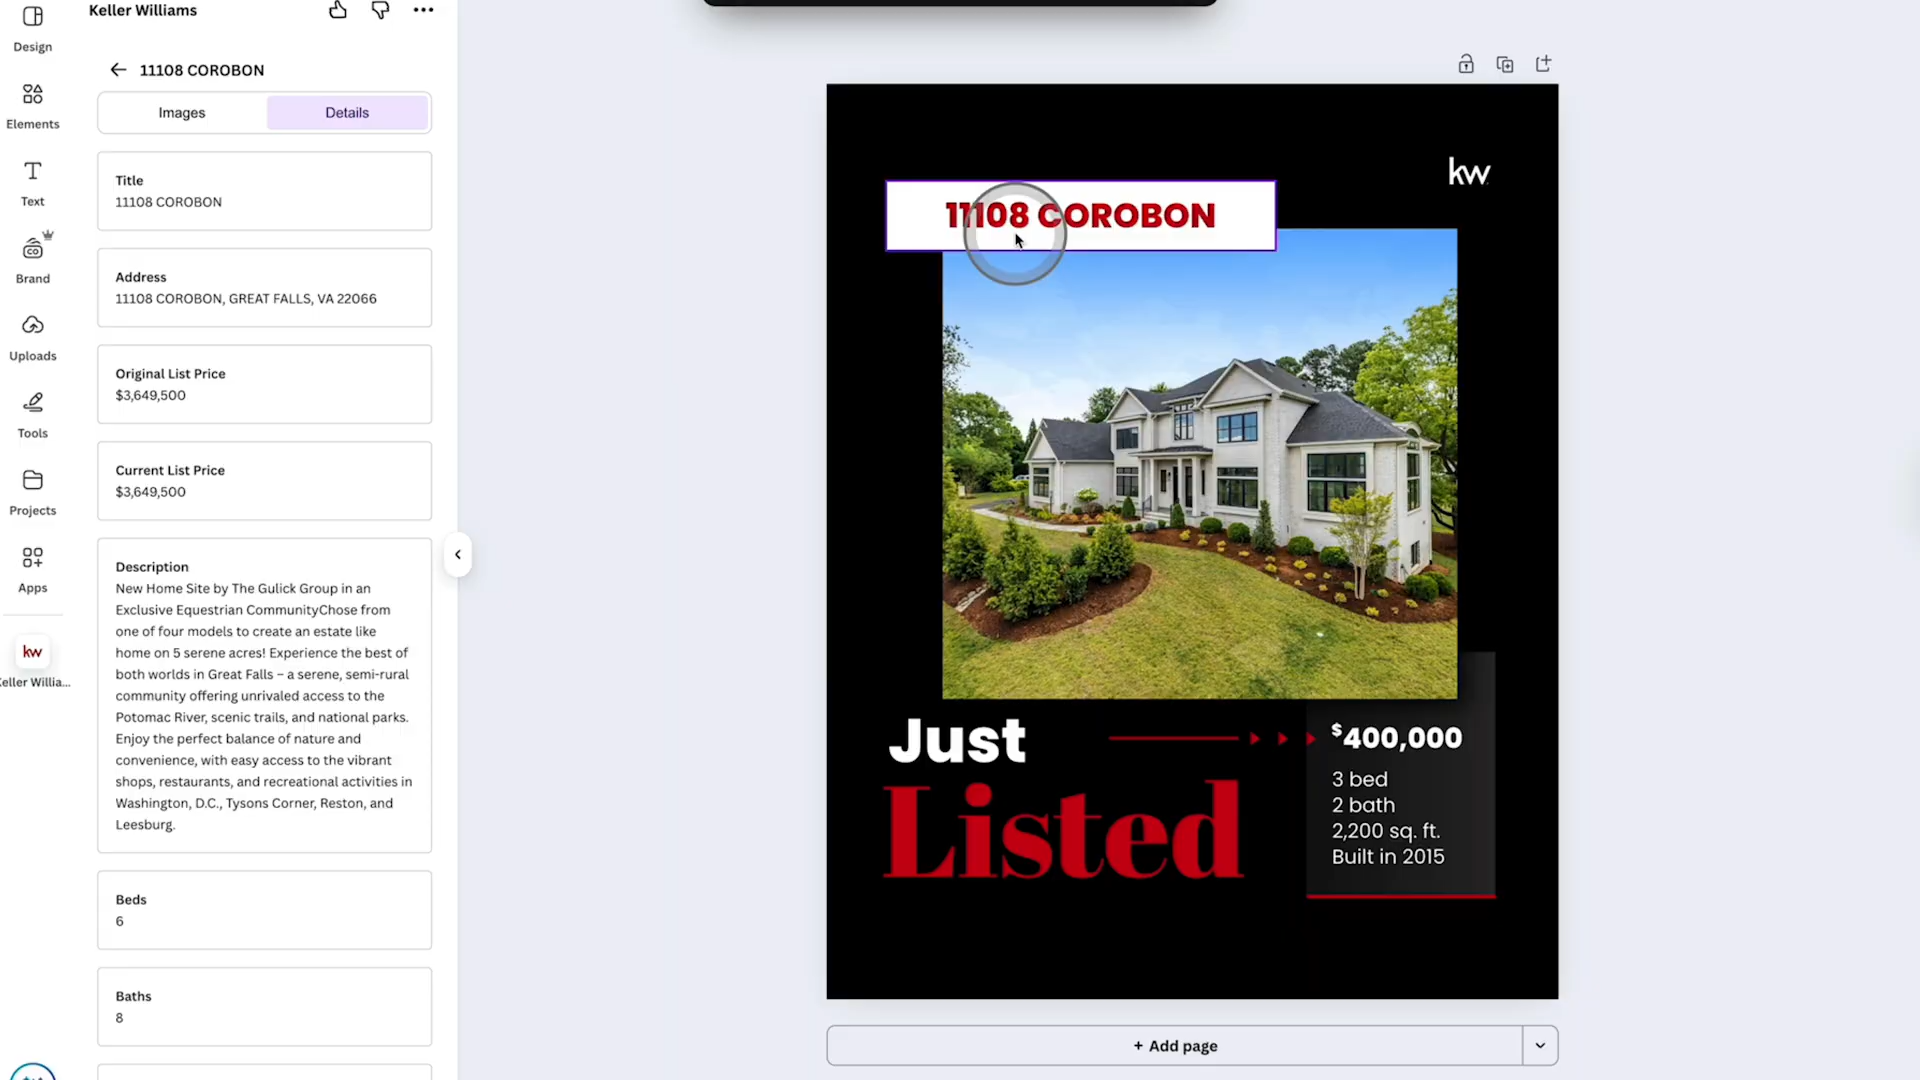 Keller Williams
Design
Elements
Text
Brand
Uploads
Tools
Projects
Apps
kw
eller Willia...
11108 COROBON
Images
Details
Title
11108 COROBON
Address
11108 COROBON, GREAT FALLS, VA 22066
Original List Price
$3,649,500
Current List Price
$3,649,500
Description
New Home Site by The Gulick Group in an
Exclusive Equestrian CommunityChose from
one of four models to create an estate like
home on 5 serene acres! Experience the best of
both worlds in Great Falls – a serene, semi-rural
community offering unrivaled access to the
Potomac River, scenic trails, and national parks.
Enjoy the perfect balance of nature and
convenience, with easy access to the vibrant
shops, restaurants, and recreational activities in
Washington, D.C., Tysons Corner, Reston, and
Leesburg.
Beds
6
Baths
8
kw
11108 COROBON
Just
Listed
$400,000
3 bed
2 bath
2,200 sq. ft.
Built in 2015
+ Add page